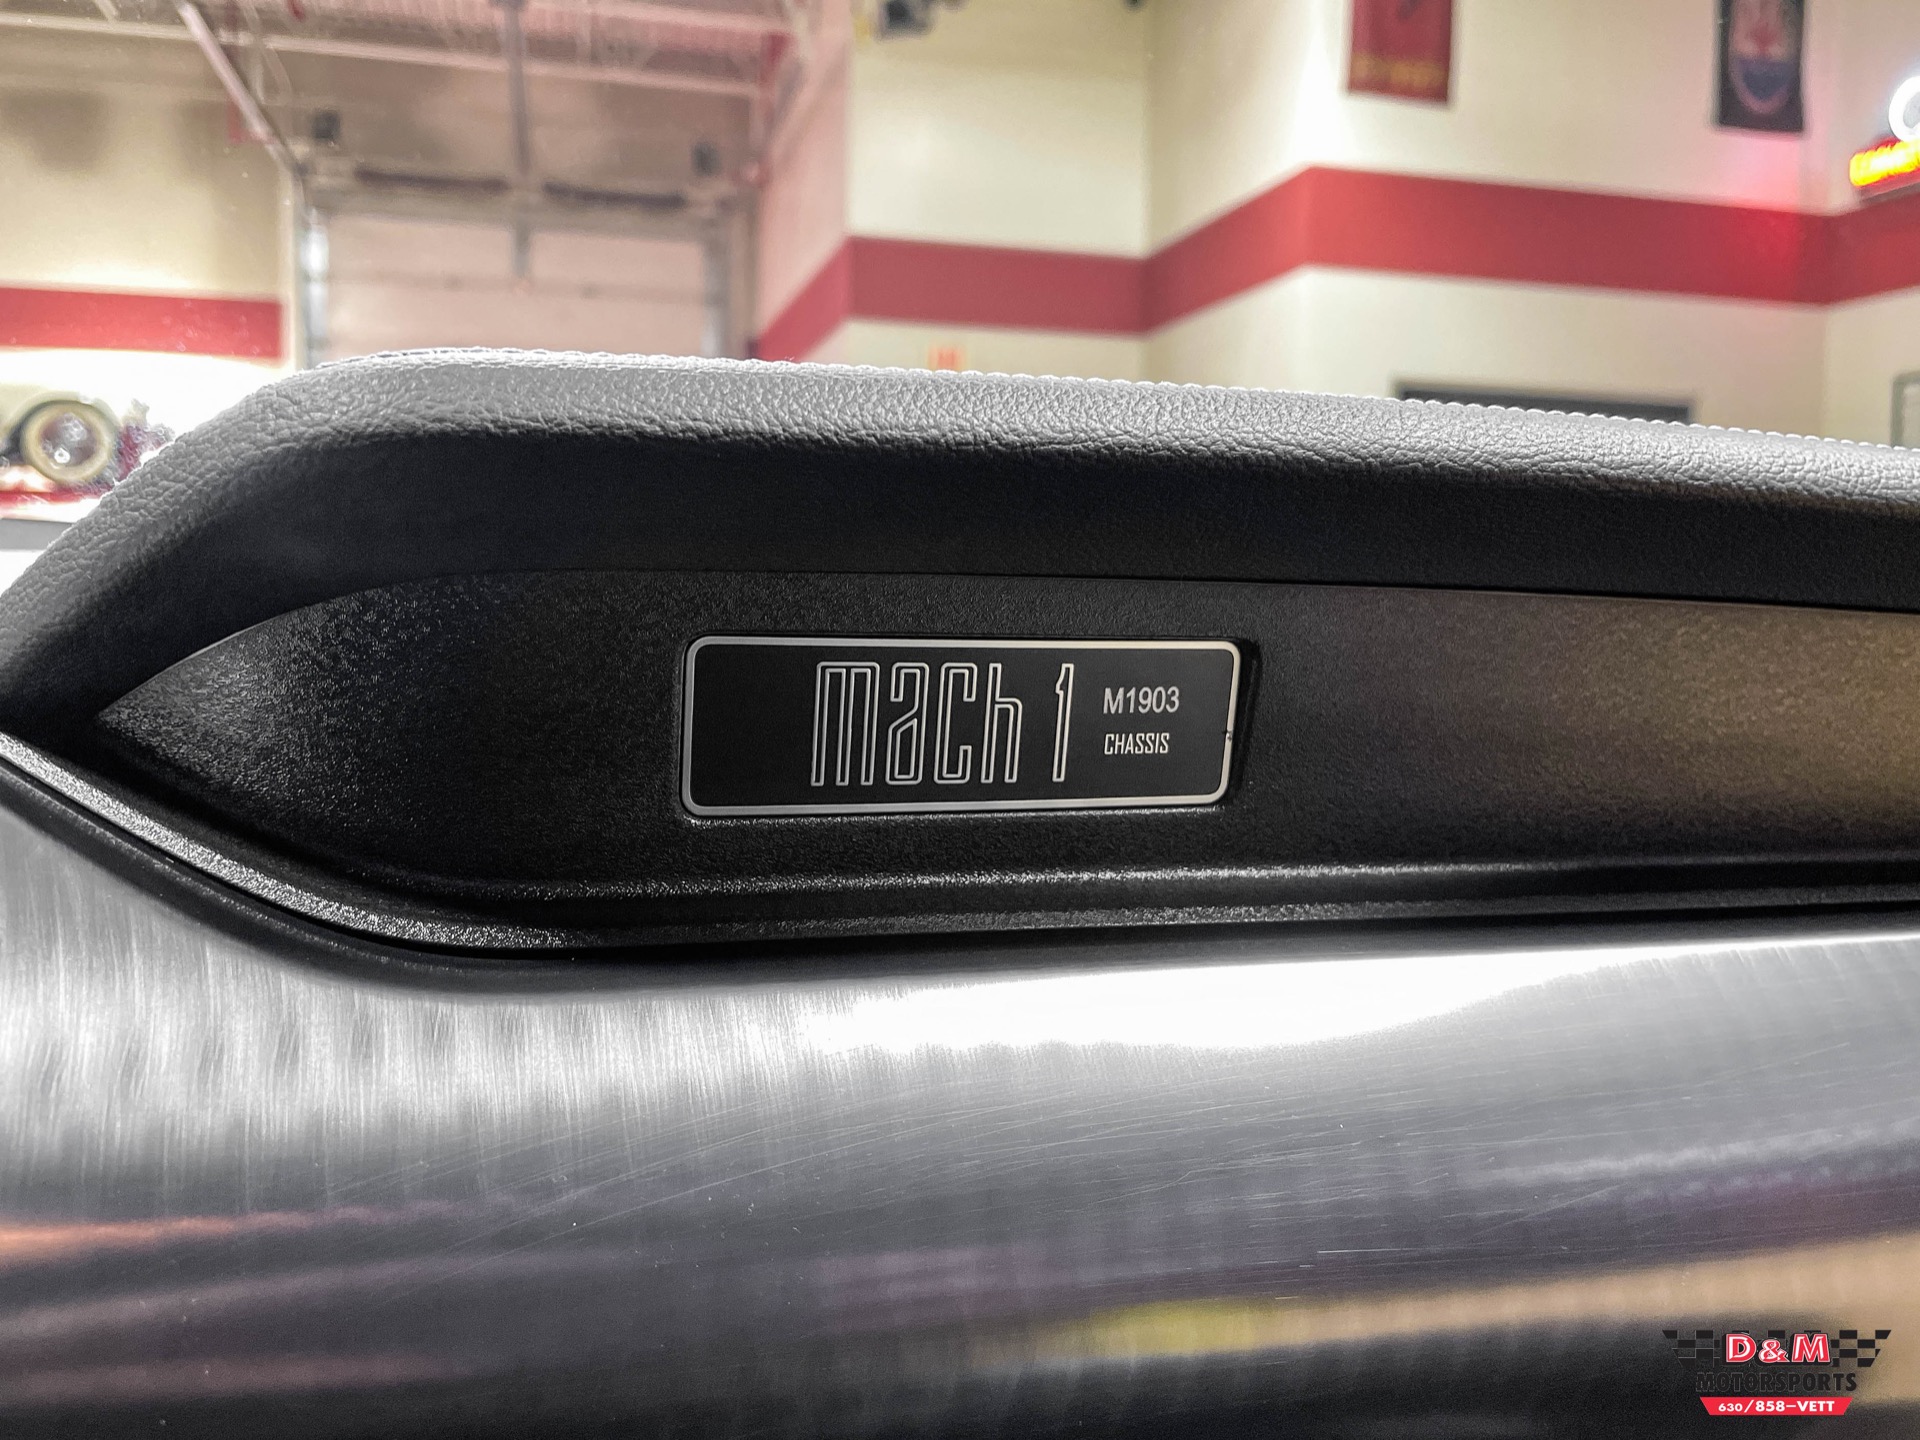 mach 1
M1903
CHASSIS
D&M
MOTORSPORTS
630/858-VETT